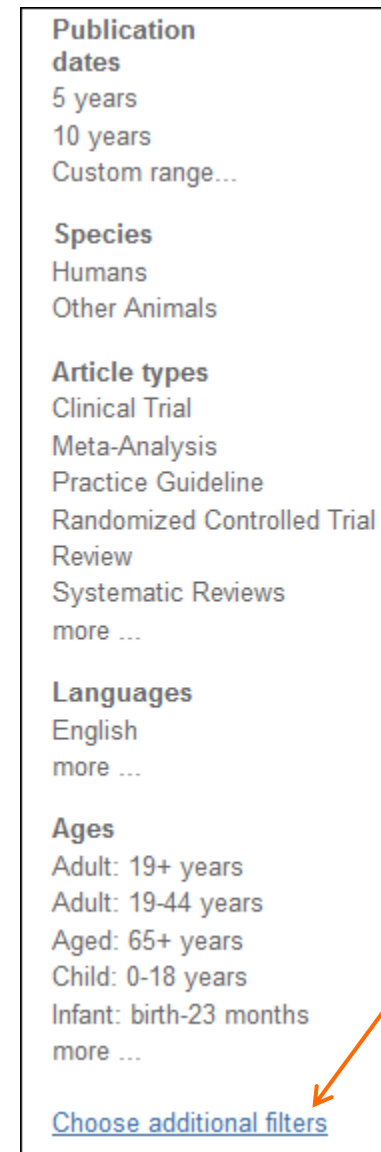 Publication
dates
5 years
10 years
Custom range...
Species
Humans
Other Animals
Article types
Clinical Trial
Meta-Analysis
Practice Guideline
Randomized Controlled Trial
Review
Systematic Reviews
more ...
Languages
English
more ...
Ages
Adult: 19+ years
Adult: 19-44 years
Aged: 65+ years
Child: 0-18 years
Infant: birth-23 months
more ...
Choose additional filters